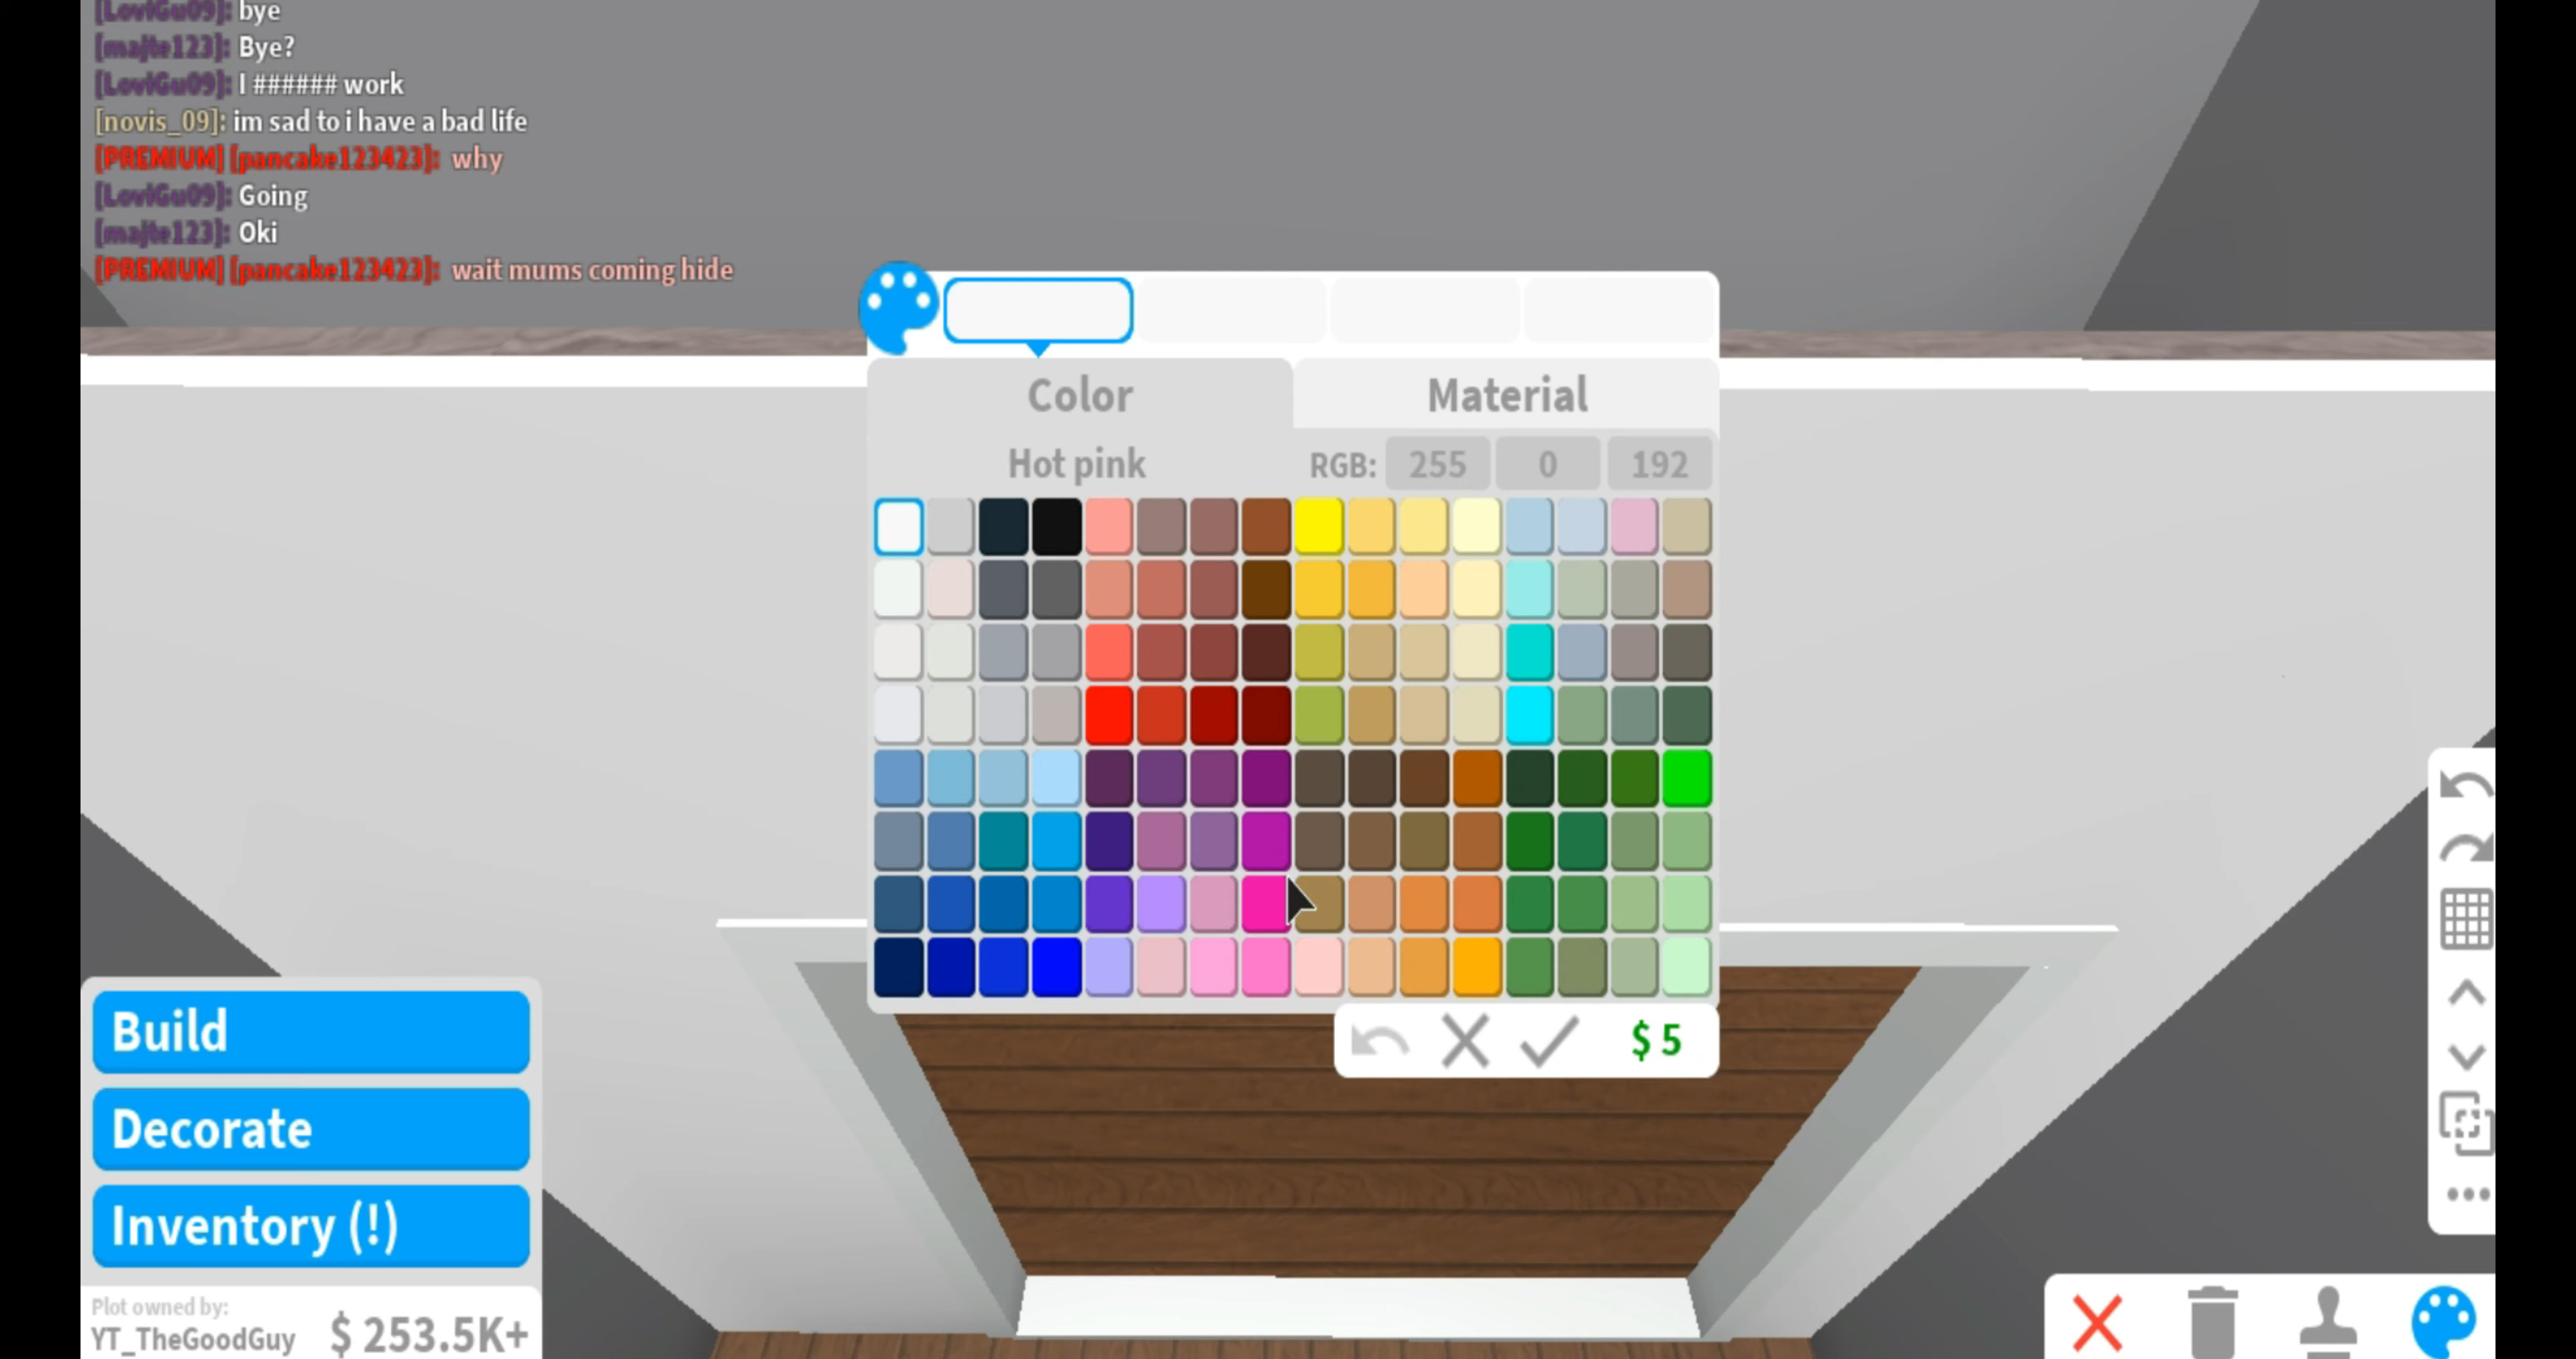 [LoviGu09]: bye
[majte123]: Bye?
[LoviGu09]: I ###### work
[novis_09]: im sad to i have a bad life
[PREMIUM] [pancake123423]: why
[LoviGu09]: Going
[majte123]: Oki
[PREMIUM] [pancake123423]: wait mums coming hide
Color
Material
Hot pink
RGB: 255 0 192
$ 5
Build
Decorate
Inventory (!)
Plot owned by:
YT_TheGoodGuy
$ 253.5K+